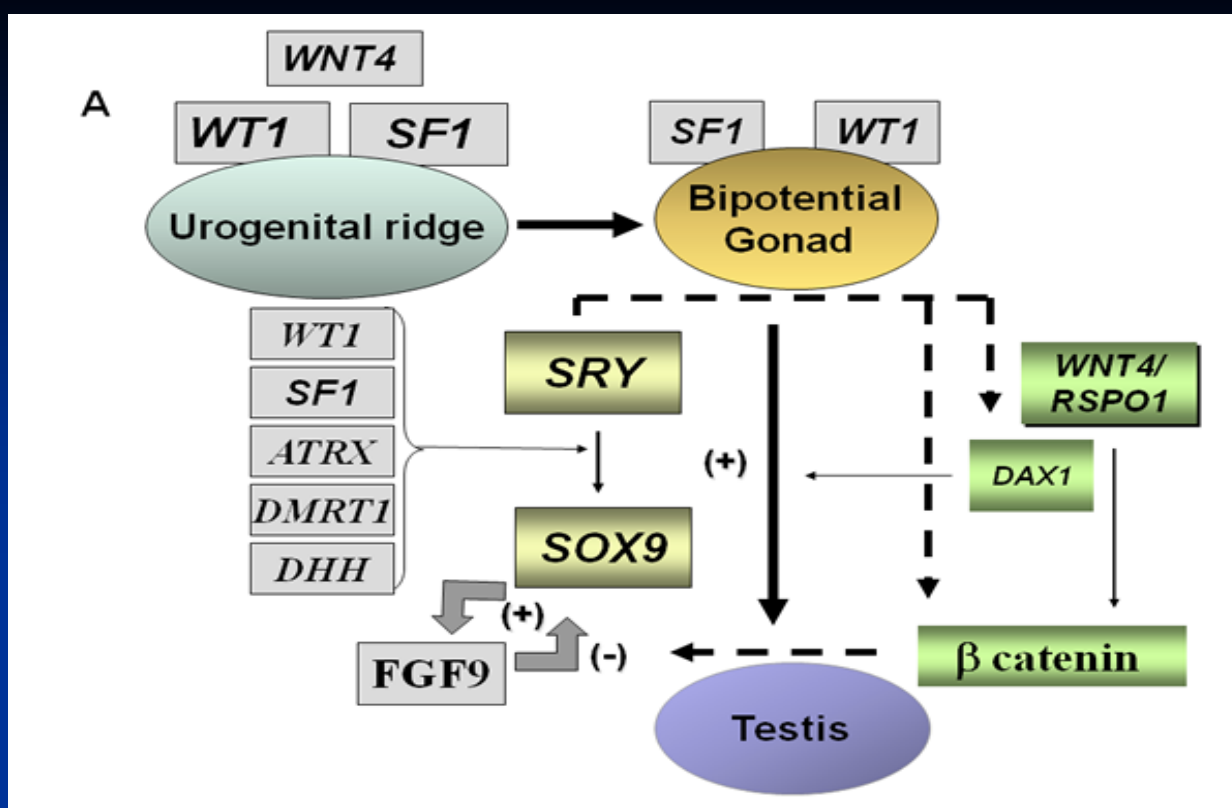 WNT4
A
WT1
SF1
SF1
WT1
Urogenital ridge
Bipotential
Gonad
WT1
SF1
ATRX
DMRT1
DHH
SRY
SOX9
(+)
WNT4/
RSPO1
DAX1
(+)
(-)
FGF9
β catenin
Testis